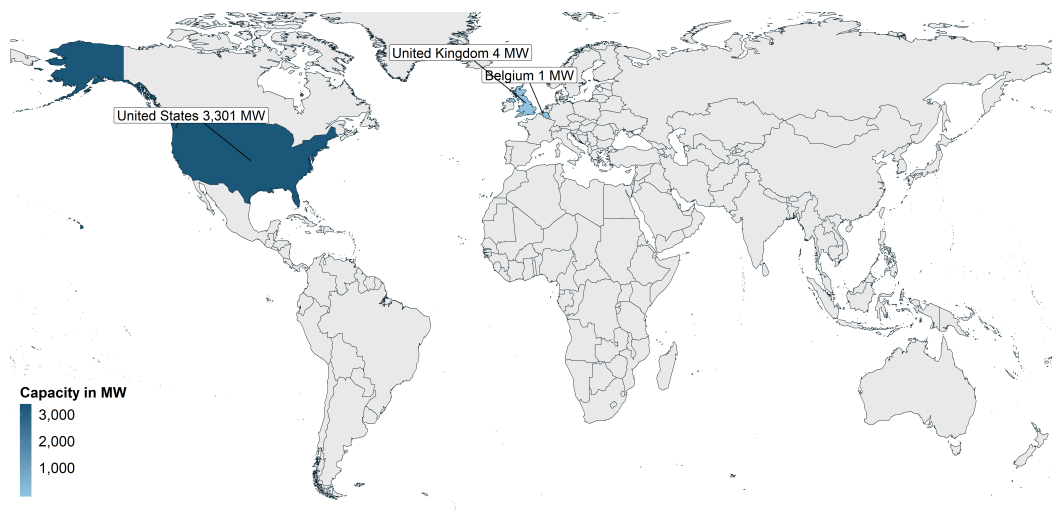 United Kingdom 4 MW
Belgium 1 MW
United States 3,301 MW
Capacity in MW
3,000
2,000
1,000